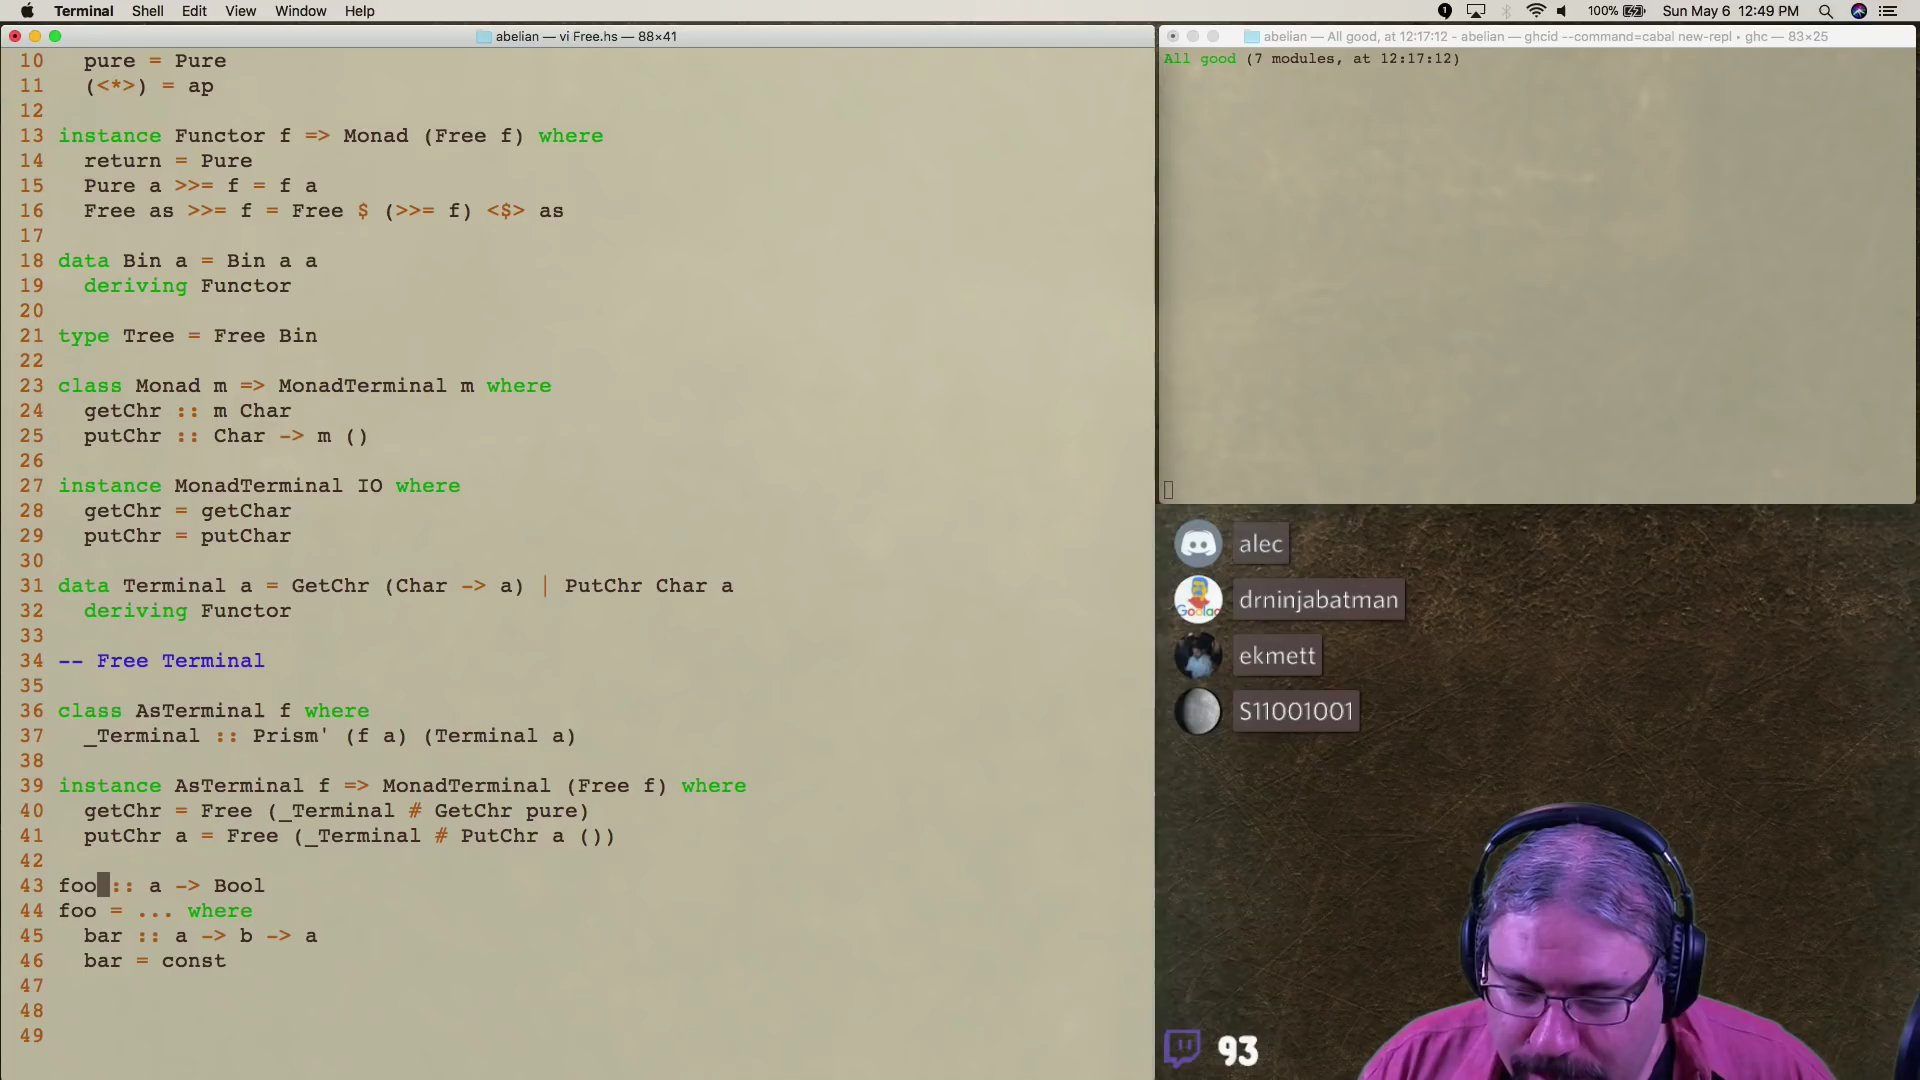 Terminal Shell Edit View Window Help
100% Sun May 6 12:49 PM
abelian — vi Free.hs — 88×41
10 pure = Pure
11 (<*>) = ap
12
13 instance Functor f => Monad (Free f) where
14 return = Pure
15 Pure a >>= f = f a
16 Free as >>= f = Free $ (>>= f) <$> as
17
18 data Bin a = Bin a a
19 deriving Functor
20
21 type Tree = Free Bin
22
23 class Monad m => MonadTerminal m where
24 getChr :: m Char
25 putChr :: Char -> m ()
26
27 instance MonadTerminal IO where
28 getChr = getChar
29 putChr = putChar
30
31 data Terminal a = GetChr (Char -> a) | PutChr Char a
32 deriving Functor
33
34 -- Free Terminal
35
36 class AsTerminal f where
37 _Terminal :: Prism' (f a) (Terminal a)
38
39 instance AsTerminal f => MonadTerminal (Free f) where
40 getChr = Free (_Terminal # GetChr pure)
41 putChr a = Free (_Terminal # PutChr a ())
42
43 foo :: a -> Bool
44 foo = ... where
45 bar :: a -> b -> a
46 bar = const
47
48
49
abelian — All good, at 12:17:12 - abelian — ghcid --command=cabal new-repl • ghc — 83×25
All good (7 modules, at 12:17:12)
alec
drninjabatman
ekmett
S11001001
93